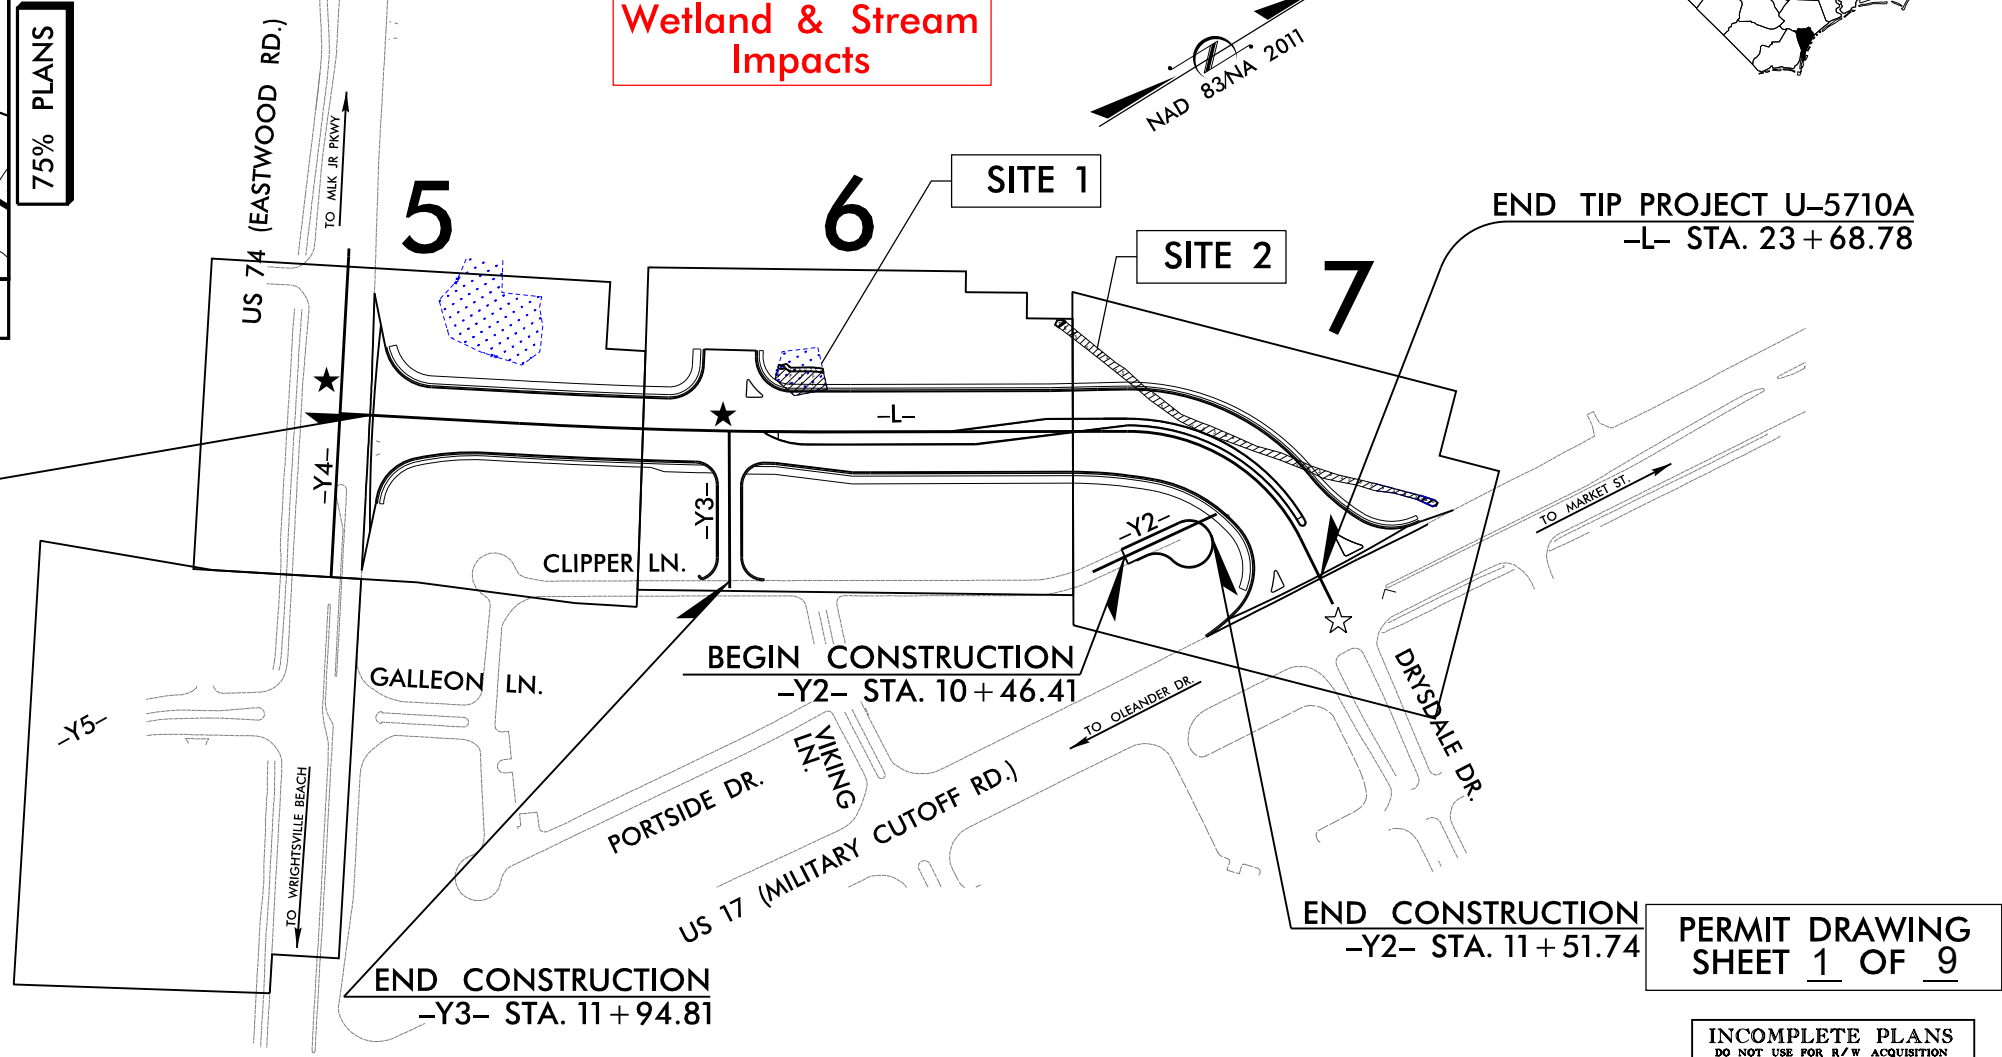 75% PLANS
Wetland & Stream
Impacts
NAD 83/NA 2011
US 74 (EASTWOOD RD.)
TO MLK JR PKWY
5
6
7
SITE 1
SITE 2
END TIP PROJECT U-5710A
-L- STA. 23+68.78
-L-
-Y4-
-Y3-
-Y2-
CLIPPER LN.
TO MARKET ST.
BEGIN CONSTRUCTION
-Y2- STA. 10+46.41
GALLEON LN.
-Y5-
TO OLEANDER DR.
DRYSDALE DR.
VIKING
LN.
PORTSIDE DR.
US 17 (MILITARY CUTOFF RD.)
TO WRIGHTSVILLE BEACH
END CONSTRUCTION
-Y2- STA. 11+51.74
END CONSTRUCTION
-Y3- STA. 11+94.81
PERMIT DRAWING
SHEET 1 OF 9
INCOMPLETE PLANS
DO NOT USE FOR R/W ACQUISITION